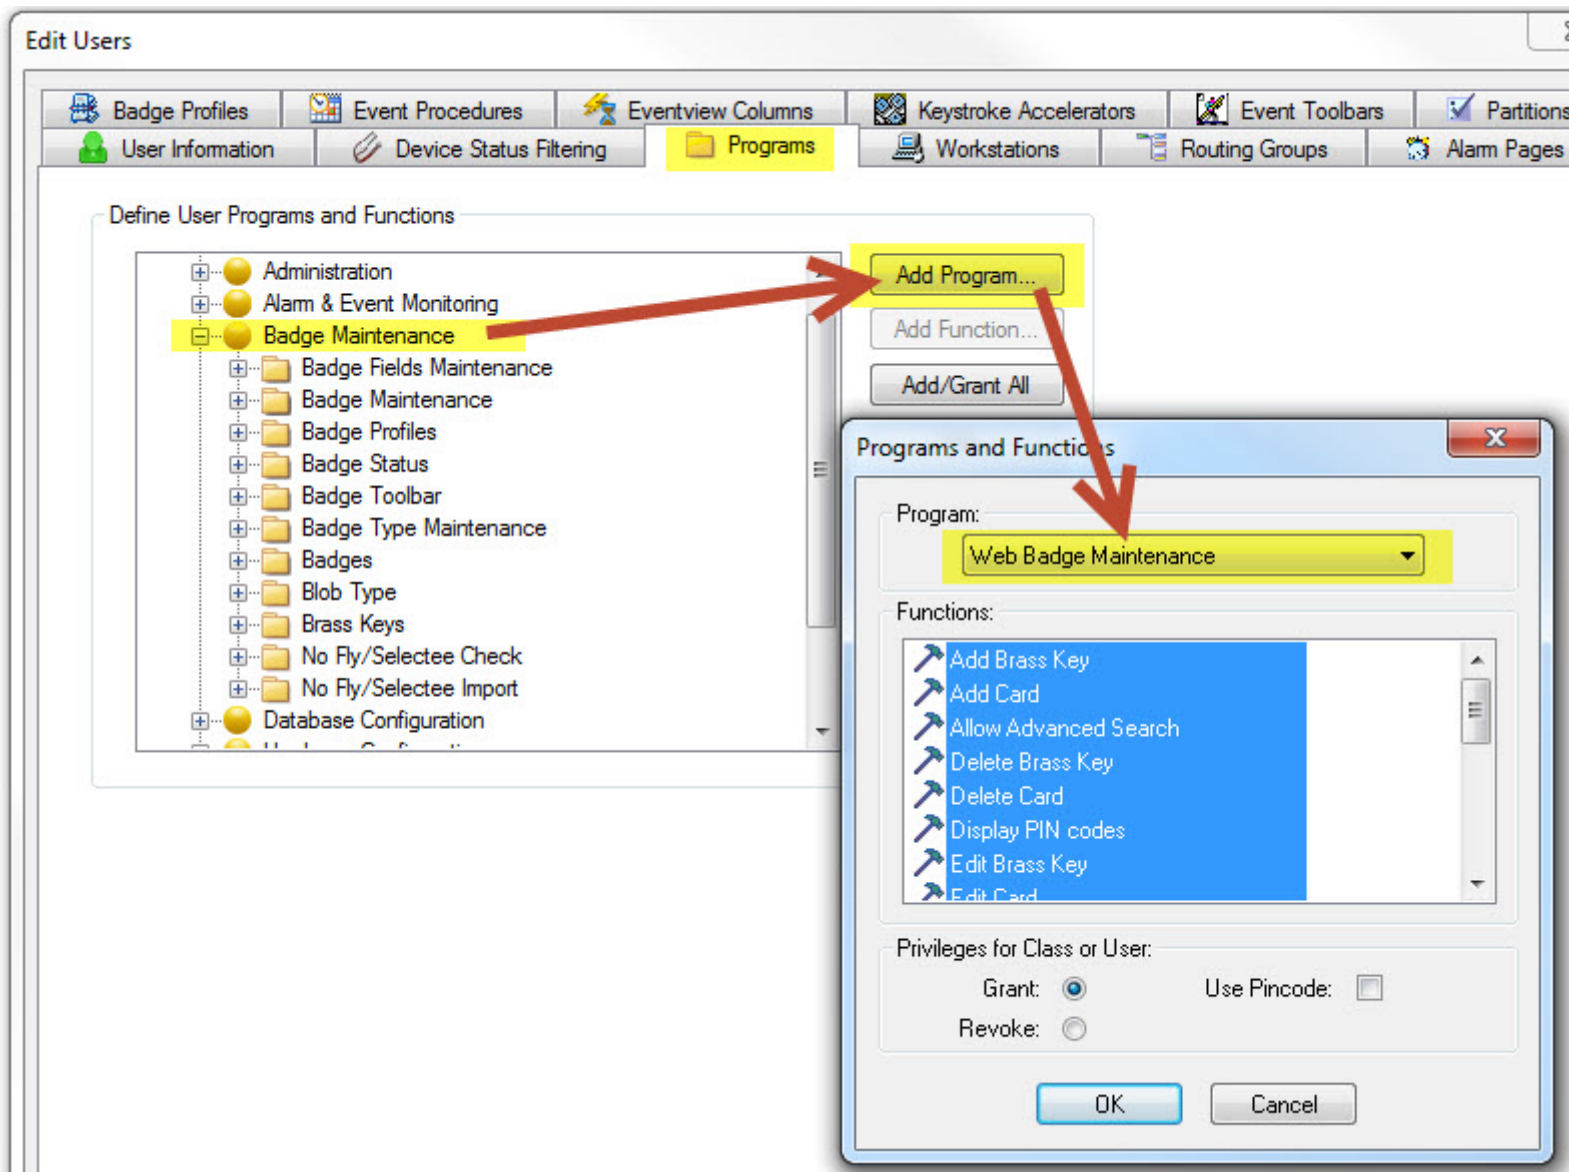 Edit Users
Badge Profiles Event Procedures Eventview Columns Keystroke Accelerators Event Toolbars Partitions
User Information Device Status Filtering Programs Workstations Routing Groups Alarm Pages
Define User Programs and Functions
Administration
Alarm & Event Monitoring
Badge Maintenance
Badge Fields Maintenance
Badge Maintenance
Badge Profiles
Badge Status
Badge Toolbar
Badge Type Maintenance
Badges
Blob Type
Brass Keys
No Fly/Selectee Check
No Fly/Selectee Import
Database Configuration
Add Program...
Add Function...
Add/Grant All
Programs and Functions
Program:
Web Badge Maintenance
Functions:
Add Brass Key
Add Card
Allow Advanced Search
Delete Brass Key
Delete Card
Display PIN codes
Edit Brass Key
Edit Card
Privileges for Class or User:
Grant: Use Pincode:
Revoke:
OK Cancel